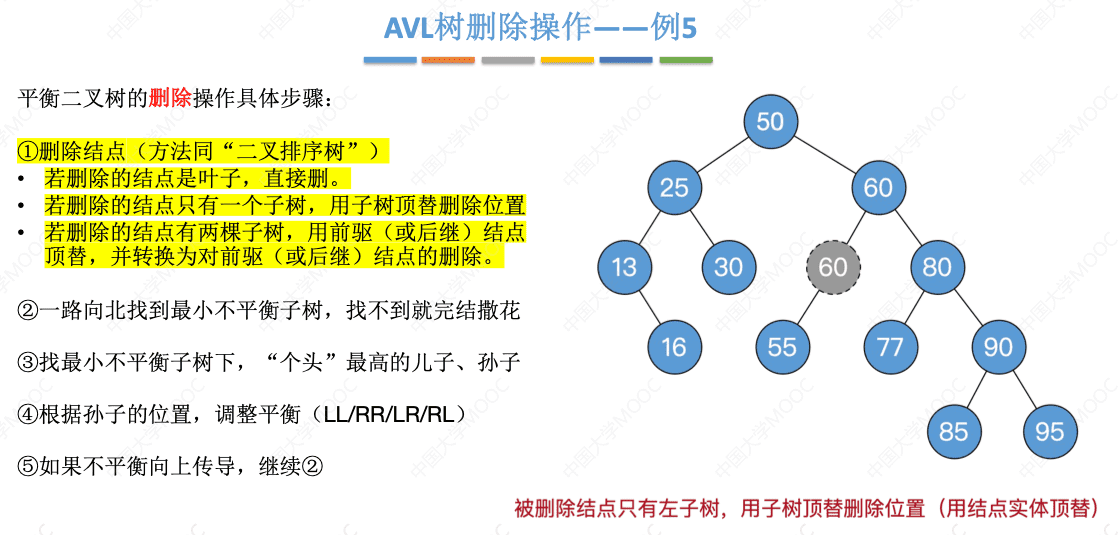 AVL树删除操作——例5
平衡二叉树的删除操作具体步骤：
①删除结点（方法同“二叉排序树”）
• 若删除的结点是叶子，直接删。
• 若删除的结点只有一个子树，用子树顶替删除位置
• 若删除的结点有两棵子树，用前驱（或后继）结点
顶替，并转换为对前驱（或后继）结点的删除。
②一路向北找到最小不平衡子树，找不到就完结撒花
③找最小不平衡子树下，“个头”最高的儿子、孙子
④根据孙子的位置，调整平衡（LL/RR/LR/RL）
⑤如果不平衡向上传导，继续②
50
25 60
13 30 60 80
16 55 77 90
85 95
被删除结点只有左子树，用子树顶替删除位置（用结点实体顶替）
中国大学MOOC